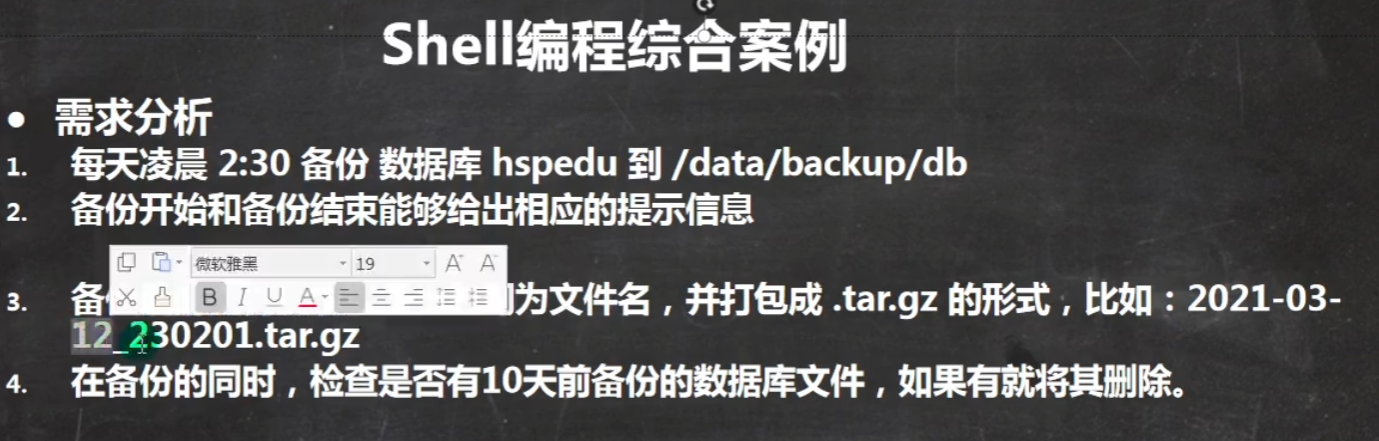 Shell编程综合案例
● 需求分析
1. 每天凌晨 2:30 备份 数据库 hspedu 到 /data/backup/db
2. 备份开始和备份结束能够给出相应的提示信息
微软雅黑 19 A+ A-
B I U A
3. 备 为文件名，并打包成 .tar.gz 的形式，比如：2021-03-
12_230201.tar.gz
4. 在备份的同时，检查是否有10天前备份的数据库文件，如果有就将其删除。